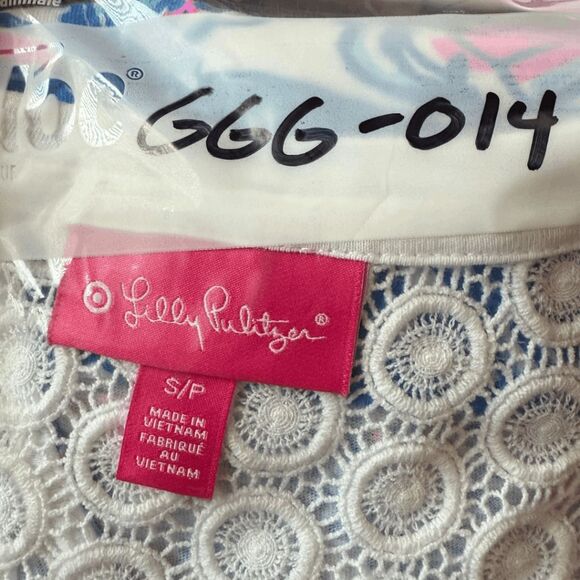 GGG-014
Lilly Pulitzer®
S/P
MADE IN
VIETNAM
FABRIQUÉ
AU
VIETNAM